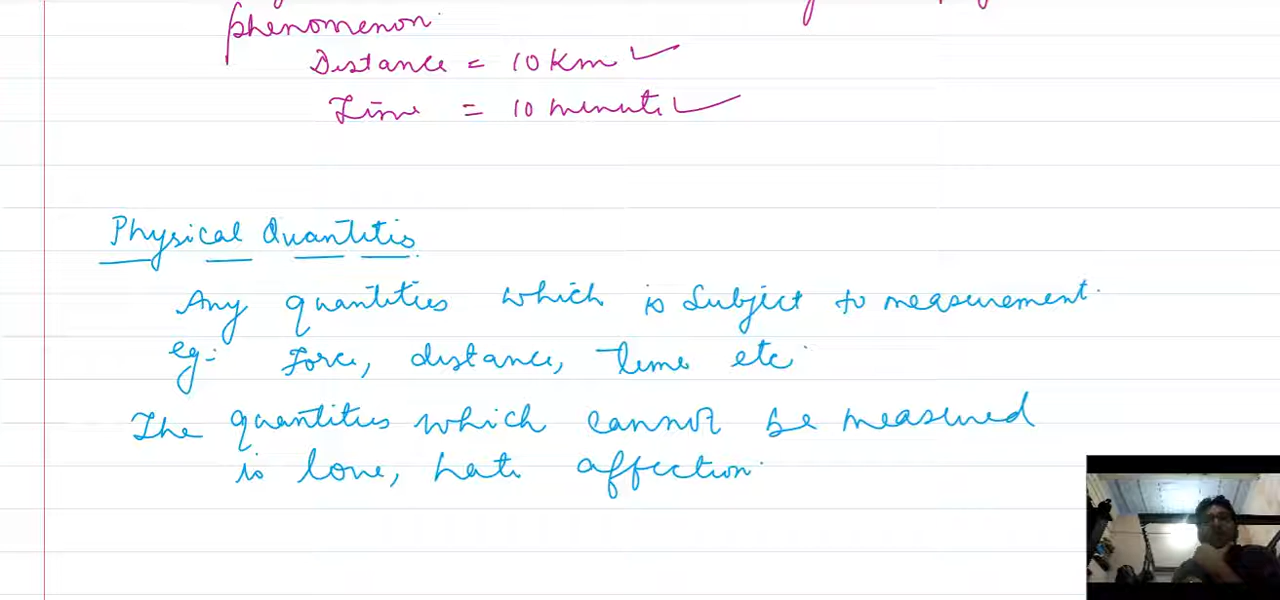 phenomenon.
Distance = 10 Km
Time = 10 minute
Physical Quantitis
Any quantities which is Subject to measurement.
eg:- Force, distance, time etc.
The quantities which cannot be measured
is love, hate affection.